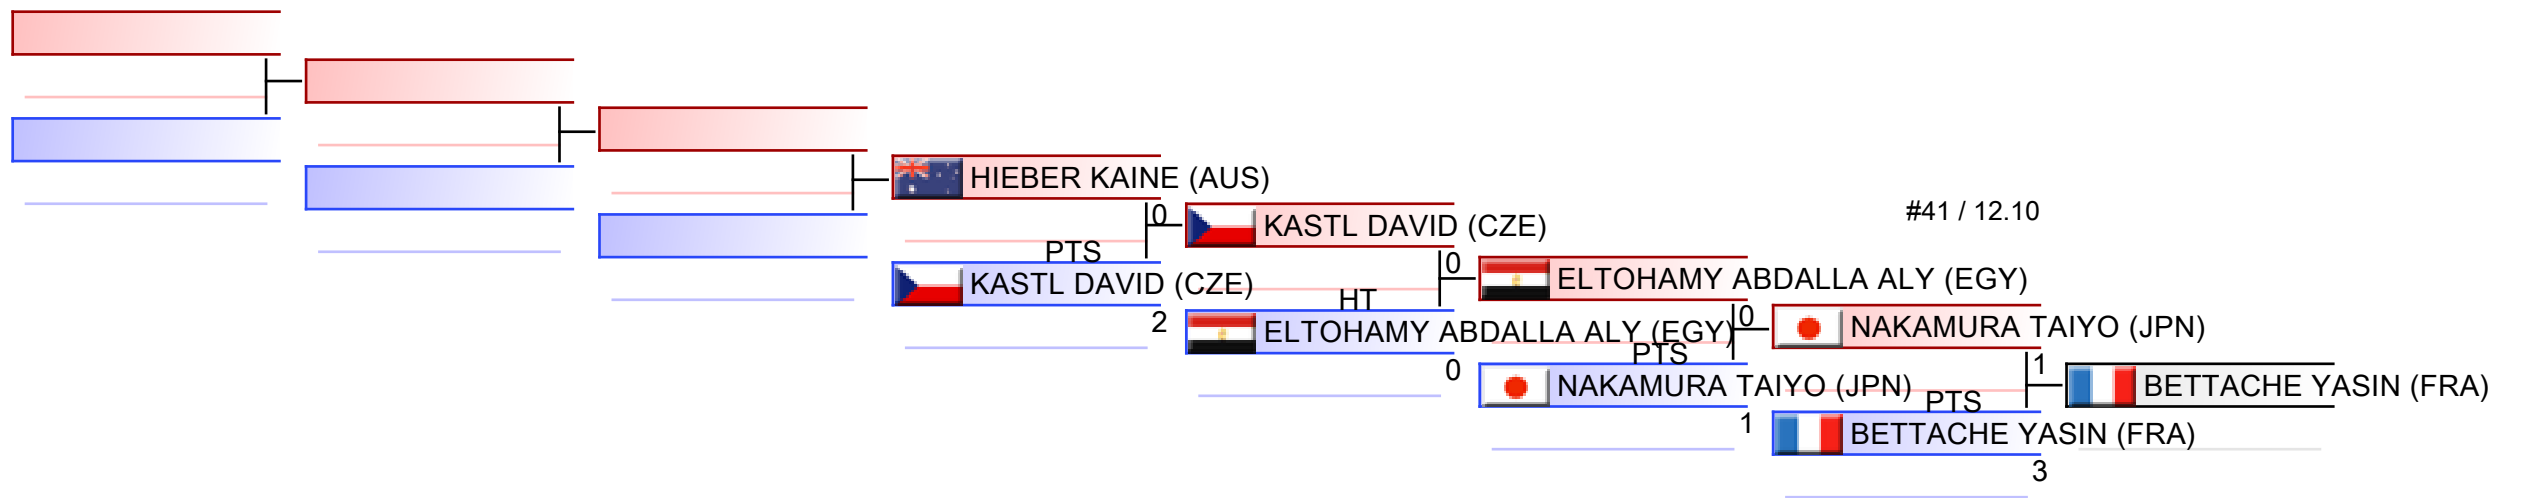 HIEBER KAINE (AUS)
0
PTS
KASTL DAVID (CZE)
2
KASTL DAVID (CZE)
0
HT
ELTOHAMY ABDALLA ALY (EGY)
0
ELTOHAMY ABDALLA ALY (EGY)
0
PTS
NAKAMURA TAIYO (JPN)
1
#41 / 12.10
NAKAMURA TAIYO (JPN)
1
PTS
BETTACHE YASIN (FRA)
3
BETTACHE YASIN (FRA)